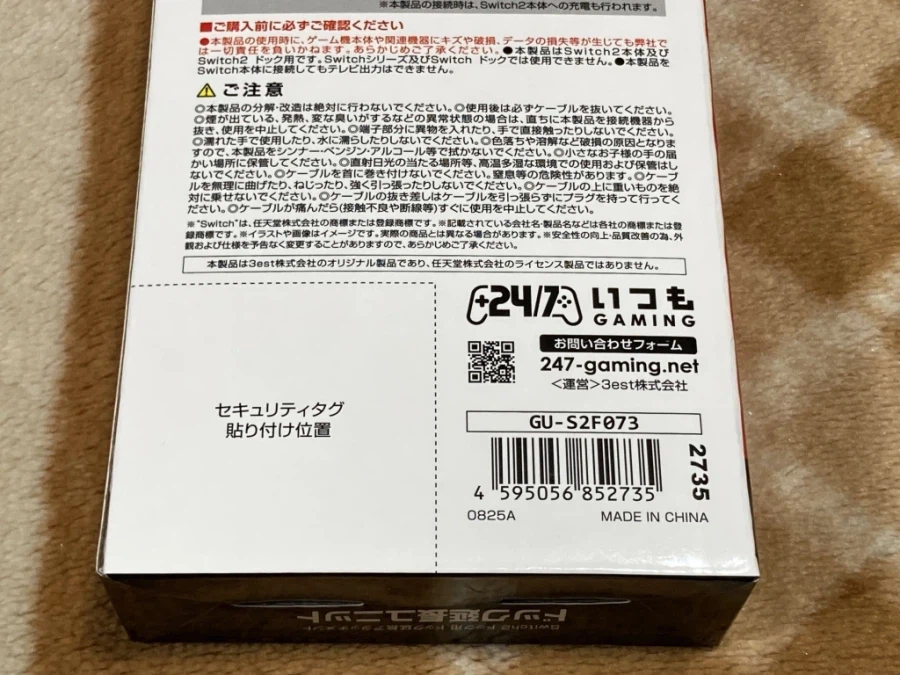 ※本製品の接続時は、Switch2本体への充電も行われます。
■ご購入前に必ずご確認ください
●本製品の使用時に、ゲーム機本体や関連機器にキズや破損、データの損失等が生じても弊社で
は一切責任を負いかねます。あらかじめご了承ください。●本製品はSwitch2本体及び
Switch2 ドック用です。Switchシリーズ及びSwitch ドックでは使用できません。●本製品を
Switch本体に接続してもテレビ出力はできません。
⚠ご注意
◎本製品の分解・改造は絶対に行わないでください。◎使用後は必ずケーブルを抜いてください。
◎煙が出ている、発熱、変な臭いがするなどの異常状態の場合は、直ちに本製品を接続機器から
抜き、使用を中止してください。◎端子部分に異物を入れたり、手で直接触ったりしないでください。
◎濡れた手で使用したり、水に濡らしたりしないでください。◎色落ちや溶解など破損の原因となりま
すので、本製品をシンナー・ベンジン・アルコール等で拭かないでください。◎小さなお子様の手の届
かい場所に保管してください。◎直射日光の当たる場所等、高温多湿な環境での使用および保管はし
ないでください。◎ケーブルを首に巻き付けないでください。窒息等の危険性があります。◎ケーブ
ルを無理に曲げたり、ねじったり、強く引っ張ったりしないでください。◎ケーブルの上に重いものを絶
対に乗せないでください。◎ケーブルの抜き差しはケーブルを引っ張らずにプラグを持って行ってく
ださい。◎ケーブルが痛んだら(接触不良や断線等)すぐに使用を中止してください。
※"Switch"は、任天堂株式会社の商標または登録商標です。※記載されている会社名・製品名などは各社の商標または登
録商標です。※イラストや画像はイメージです。実際の商品とは異なる場合があります。※安全性の向上・品質改善の為、外
観および仕様を予告なく変更することがありますので、あらかじめご了承ください。
本製品は3est株式会社のオリジナル製品であり、任天堂株式会社のライセンス製品ではありません。
24/7 いつも
GAMING
お問い合わせフォーム
247-gaming.net
<運営>3est株式会社
セキュリティタグ
貼り付け位置
GU-S2F073
4 595056 852735
2735
0825A MADE IN CHINA
ドック延長ユニット
Switch2 ドック用 ドック拡張アタッチメント